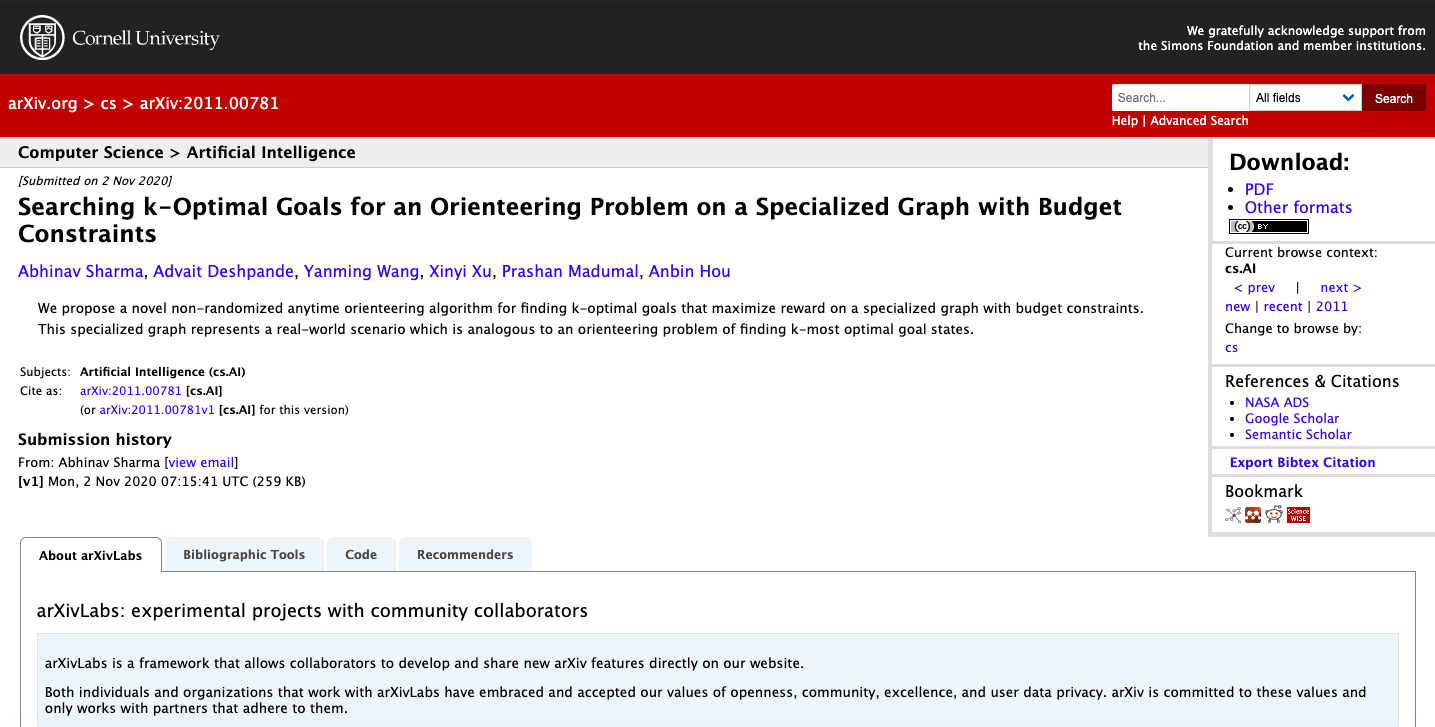 Cornell University
We gratefully acknowledge support from
the Simons Foundation and member institutions.
arXiv.org > cs > arXiv:2011.00781
Search...
All fields
Search
Help | Advanced Search
Computer Science > Artificial Intelligence
[Submitted on 2 Nov 2020]
Searching k-Optimal Goals for an Orienteering Problem on a Specialized Graph with Budget
Constraints
Abhinav Sharma, Advait Deshpande, Yanming Wang, Xinyi Xu, Prashan Madumal, Anbin Hou
We propose a novel non-randomized anytime orienteering algorithm for finding k-optimal goals that maximize reward on a specialized graph with budget constraints.
This specialized graph represents a real-world scenario which is analogous to an orienteering problem of finding k-most optimal goal states.
Subjects: Artificial Intelligence (cs.AI)
Cite as: arXiv:2011.00781 [cs.AI]
(or arXiv:2011.00781v1 [cs.AI] for this version)
Submission history
From: Abhinav Sharma [view email]
[v1] Mon, 2 Nov 2020 07:15:41 UTC (259 KB)
Download:
PDF
Other formats
(cc) BY
Current browse context:
cs.AI
< prev | next >
new | recent | 2011
Change to browse by:
cs
References & Citations
NASA ADS
Google Scholar
Semantic Scholar
Export Bibtex Citation
Bookmark
Science
WISE
About arXivLabs
Bibliographic Tools
Code
Recommenders
arXivLabs: experimental projects with community collaborators
arXivLabs is a framework that allows collaborators to develop and share new arXiv features directly on our website.
Both individuals and organizations that work with arXivLabs have embraced and accepted our values of openness, community, excellence, and user data privacy. arXiv is committed to these values and
only works with partners that adhere to them.